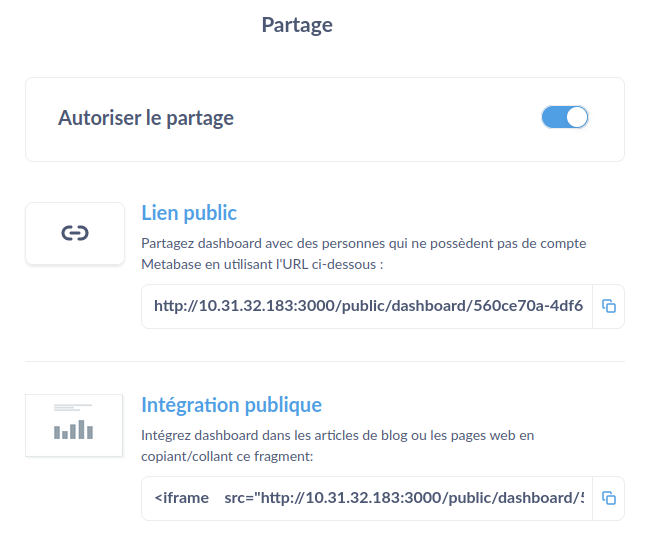 Partage
Autoriser le partage
Lien public
Partagez dashboard avec des personnes qui ne possèdent pas de compte
Metabase en utilisant l'URL ci-dessous :
http://10.31.32.183:3000/public/dashboard/560ce70a-4df6
Intégration publique
Intégrez dashboard dans les articles de blog ou les pages web en
copiant/collant ce fragment:
<iframe src="http://10.31.32.183:3000/public/dashboard/5